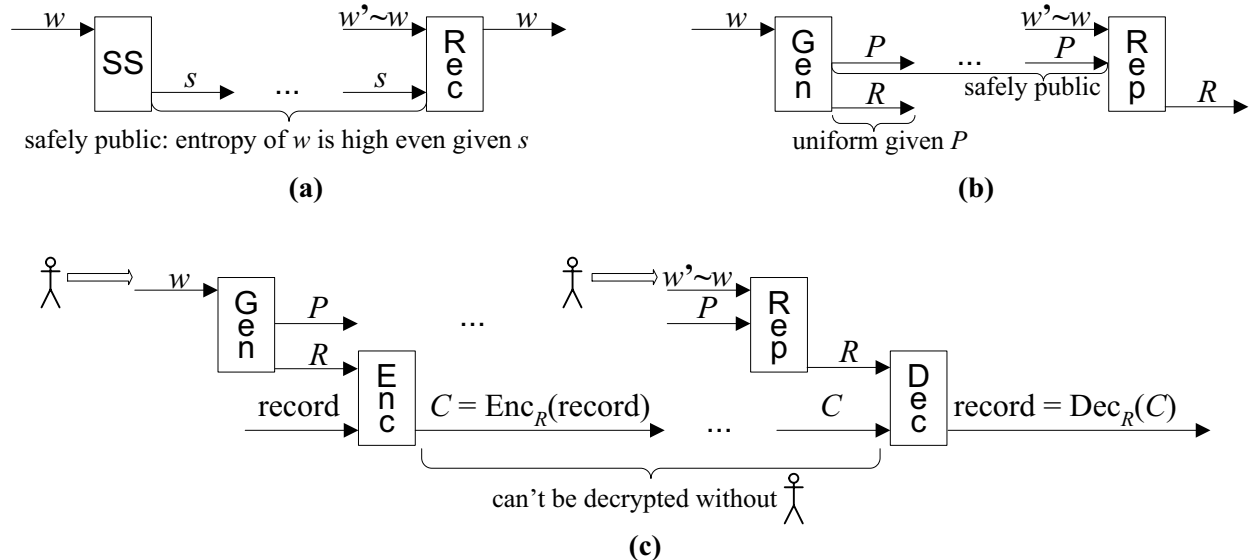 w SS s ... w'~w s Rec w
safely public: entropy of w is high even given s
(a)
w Gen P R ... w'~w P Rep R
safely public
uniform given P
(b)
w Gen P R ... w'~w P Rep R
record Enc C = Enc_R(record) ... C Dec record = Dec_R(C)
can't be decrypted without
(c)